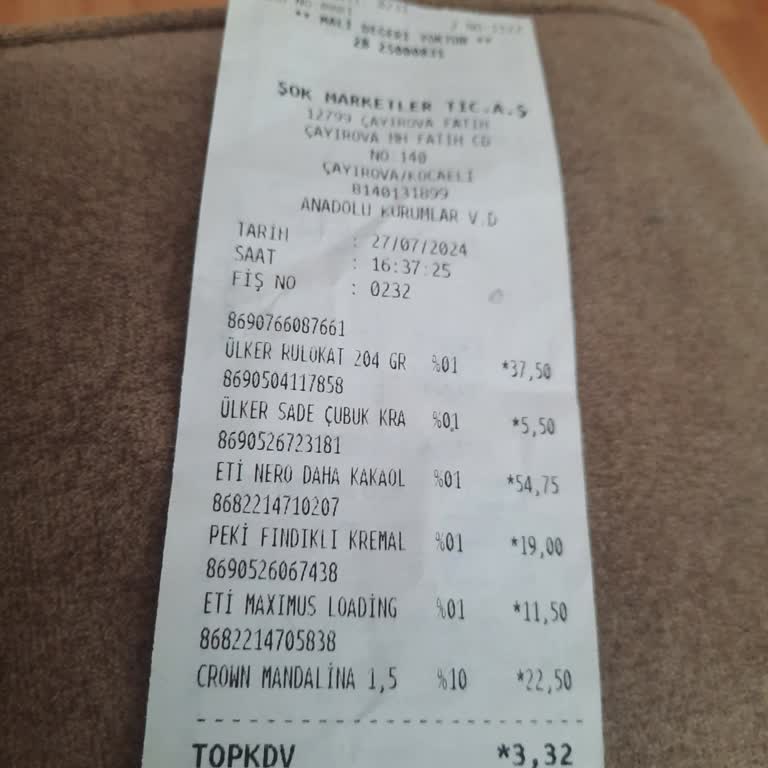 ** MALİ DEĞERİ YOKTUR **
2B 25000835
ŞOK MARKETLER TİC.A.Ş
12799 ÇAYIROVA FATİH
ÇAYIROVA MH FATİH CD
NO 140
ÇAYIROVA/KOCAELİ
8140131899
ANADOLU KURUMLAR V.D
TARİH : 27/07/2024
SAAT : 16:37:25
FİŞ NO : 0232
8690766087661
ÜLKER RULOKAT 204 GR %01 *37,50
8690504117858
ÜLKER SADE ÇUBUK KRA %01 *5,50
8690526723181
ETİ NERO DAHA KAKAOL %01 *54,75
8682214710207
PEKİ FINDIKLI KREMAL %01 *19,00
8690526067438
ETİ MAXIMUS LOADİNG %01 *11,50
8682214705838
CROWN MANDALİNA 1,5 %10 *22,50
TOPKDV *3,32